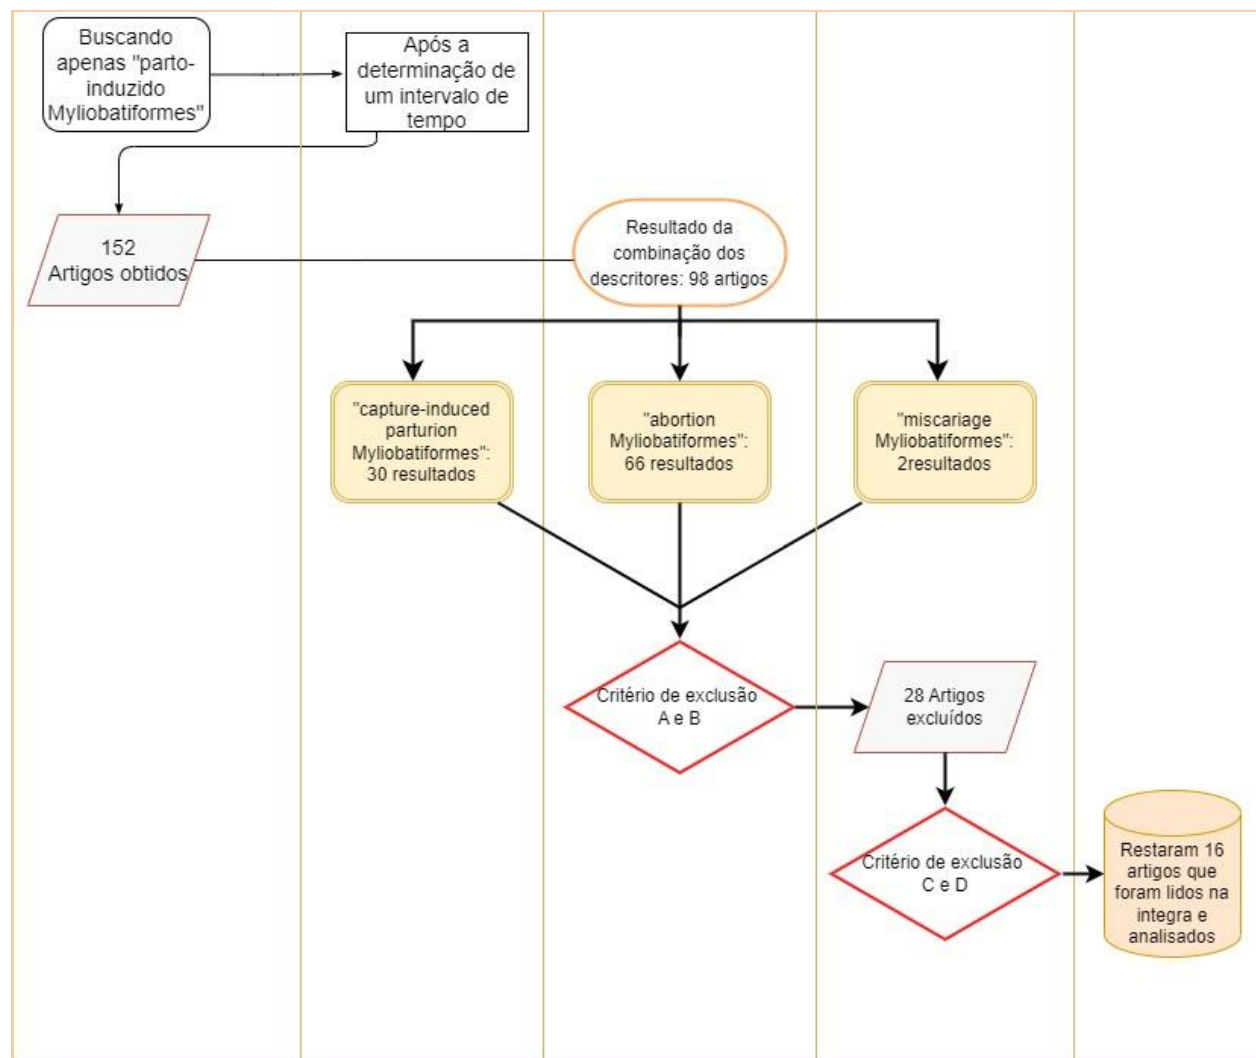 Buscando
apenas "parto-
induzido
Myliobatiformes"
Após a
determinação de
um intervalo de
tempo
152
Artigos obtidos
Resultado da
combinação dos
descritores: 98 artigos
"capture-induced
parturion
Myliobatiformes":
30 resultados
"abortion
Myliobatiformes":
66 resultados
"miscariage
Myliobatiformes":
2resultados
Critério de exclusão
A e B
28 Artigos
excluídos
Critério de exclusão
C e D
Restaram 16
artigos que
foram lidos na
integra e
analisados